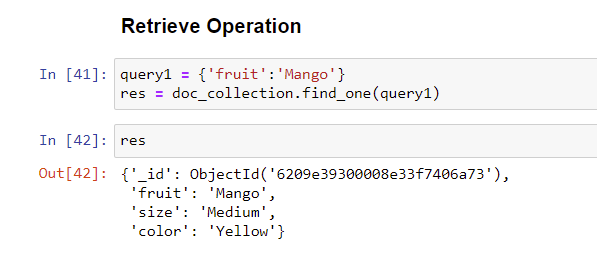 Retrieve Operation
In [41]: query1 = {'fruit':'Mango'}
res = doc_collection.find_one(query1)
In [42]: res
Out[42]: {'_id': ObjectId('6209e39300008e33f7406a73'),
'fruit': 'Mango',
'size': 'Medium',
'color': 'Yellow'}